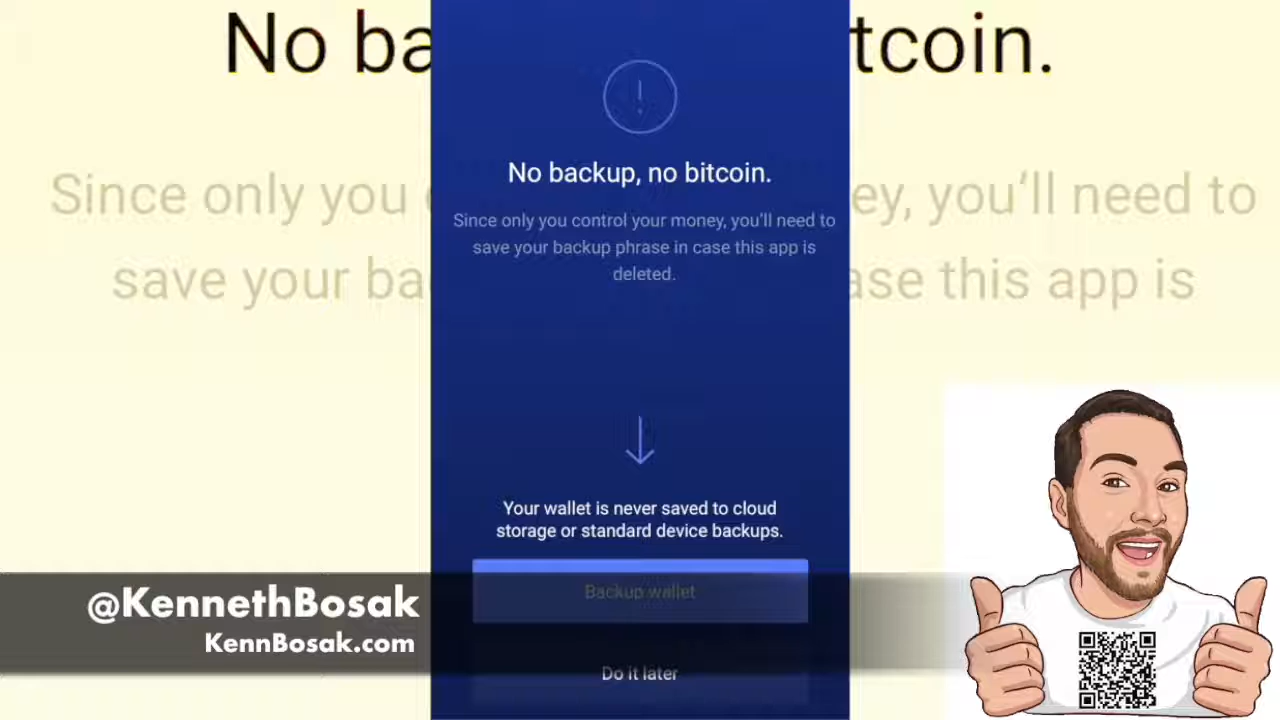 No ba
tcoin.
Since only you
ey, you‘ll need to
save your ba
ase this app is
No backup, no bitcoin.
Since only you control your money, you’ll need to
save your backup phrase in case this app is
deleted.
Your wallet is never saved to cloud
storage or standard device backups.
Backup wallet
Do it later
@KennethBosak
KennBosak.com